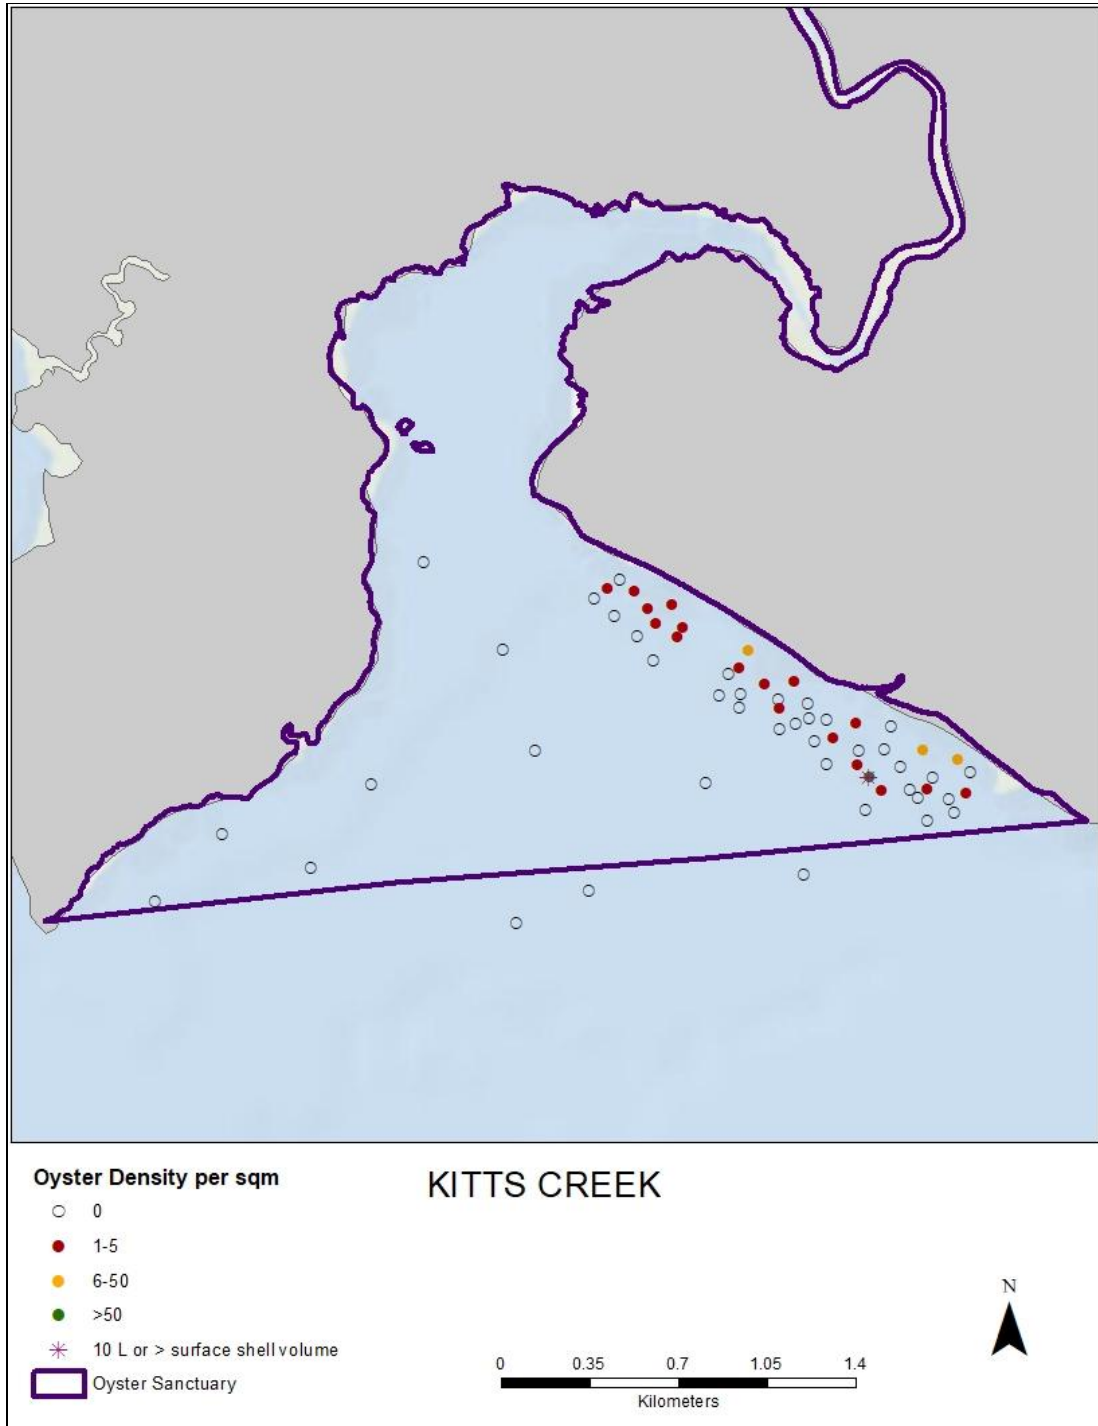 Oyster Density per sqm
KITTS CREEK
0
1-5
6-50
>50
10 L or > surface shell volume
Oyster Sanctuary
N
0 0.35 0.7 1.05 1.4
Kilometers